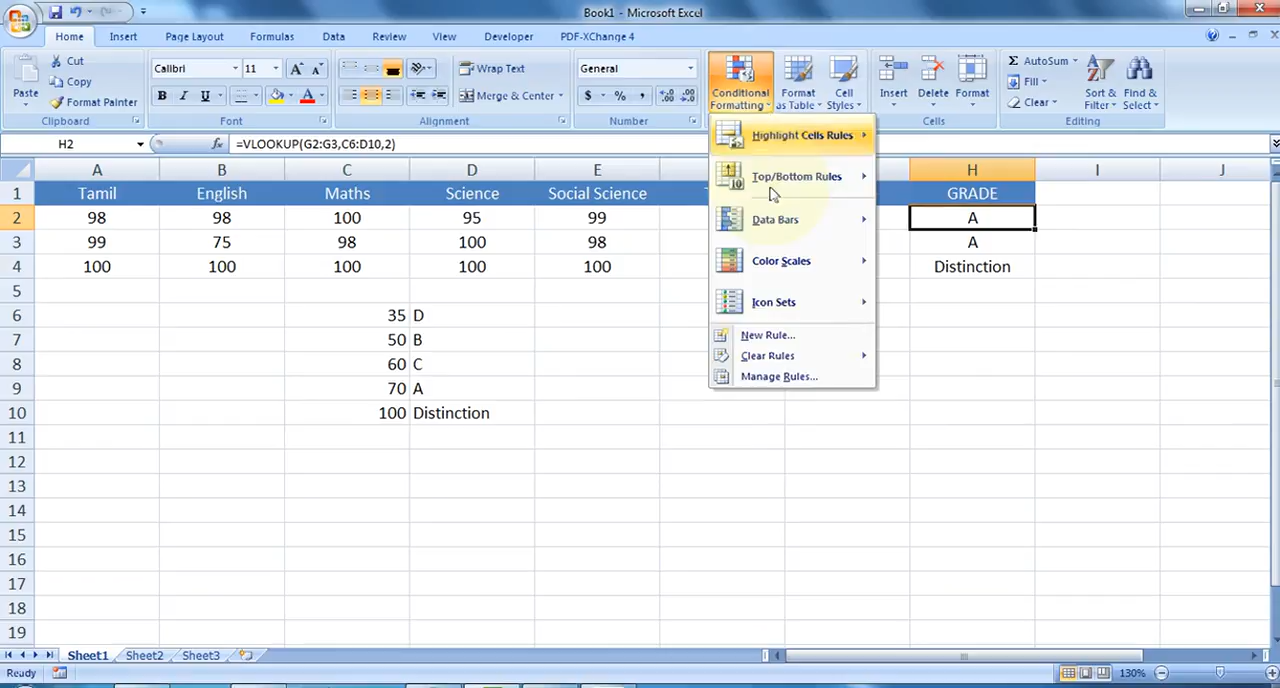 Book1 - Microsoft Excel
Home Insert Page Layout Formulas Data Review View Developer PDF-XChange 4
Paste
Cut
Copy
Format Painter
Clipboard
Calibri 11
B I U A
Font
Wrap Text
Merge & Center
Alignment
General
$ % ,
Number
Conditional Formatting
Format as Table
Cell Styles
Insert Delete Format
Cells
Σ AutoSum
Fill
Clear
Sort & Filter
Find & Select
Editing
H2 fx =VLOOKUP(G2:G3,C6:D10,2)
A B C D E H I J
1 Tamil English Maths Science Social Science GRADE
2 98 98 100 95 99 A
3 99 75 98 100 98 A
4 100 100 100 100 100 Distinction
5
6 35 D
7 50 B
8 60 C
9 70 A
10 100 Distinction
11
12
13
14
15
16
17
18
19
Highlight Cells Rules
Top/Bottom Rules
Data Bars
Color Scales
Icon Sets
New Rule...
Clear Rules
Manage Rules...
Sheet1 Sheet2 Sheet3
Ready 130%